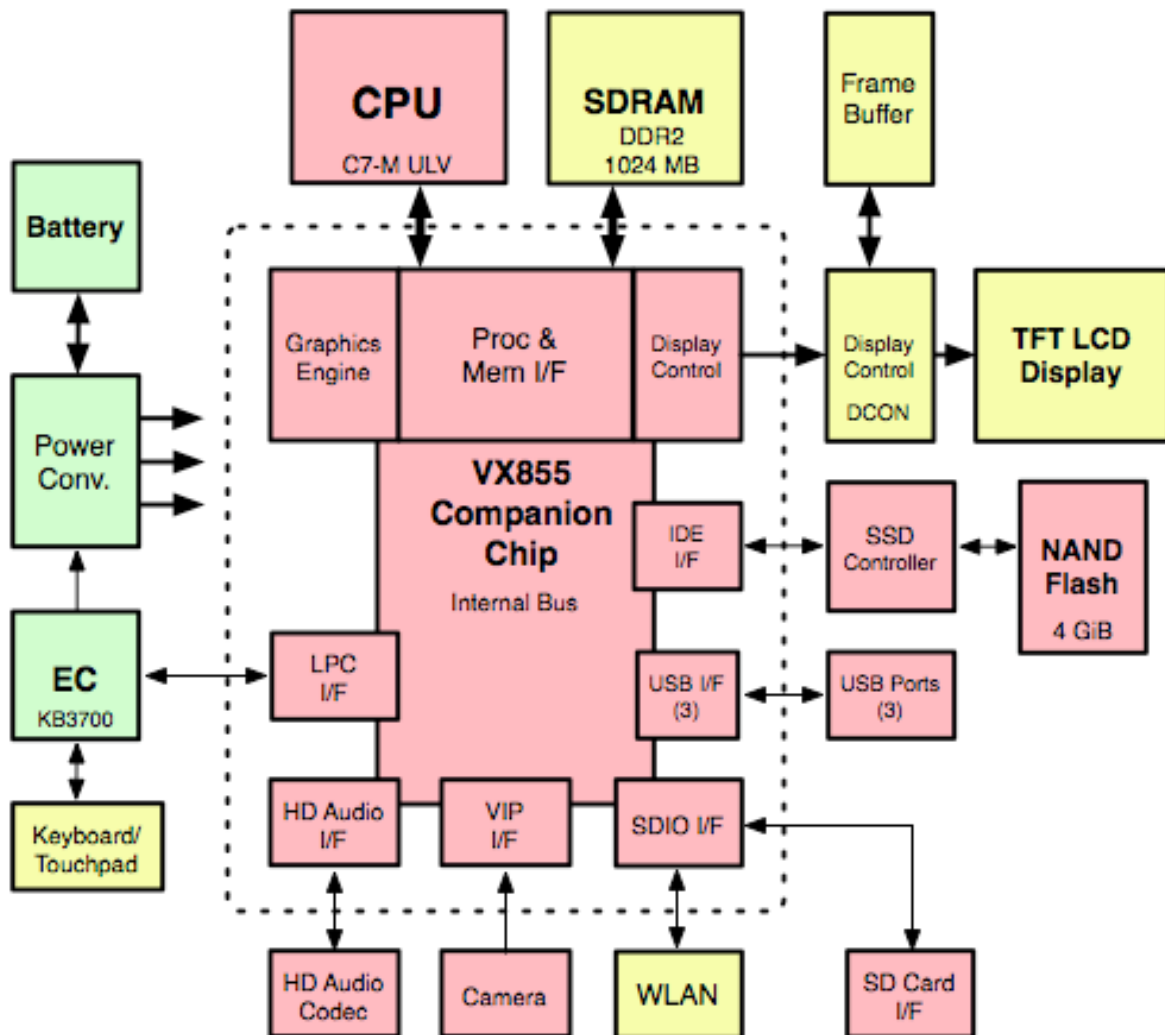 CPU
C7-M ULV
SDRAM
DDR2
1024 MB
Frame
Buffer
Battery
Graphics
Engine
Proc &
Mem I/F
Display
Control
Display
Control
DCON
TFT LCD
Display
Power
Conv.
VX855
Companion
Chip
Internal Bus
IDE
I/F
SSD
Controller
NAND
Flash
4 GiB
EC
KB3700
LPC
I/F
USB I/F
(3)
USB Ports
(3)
Keyboard/
Touchpad
HD Audio
I/F
VIP
I/F
SDIO I/F
HD Audio
Codec
Camera
WLAN
SD Card
I/F